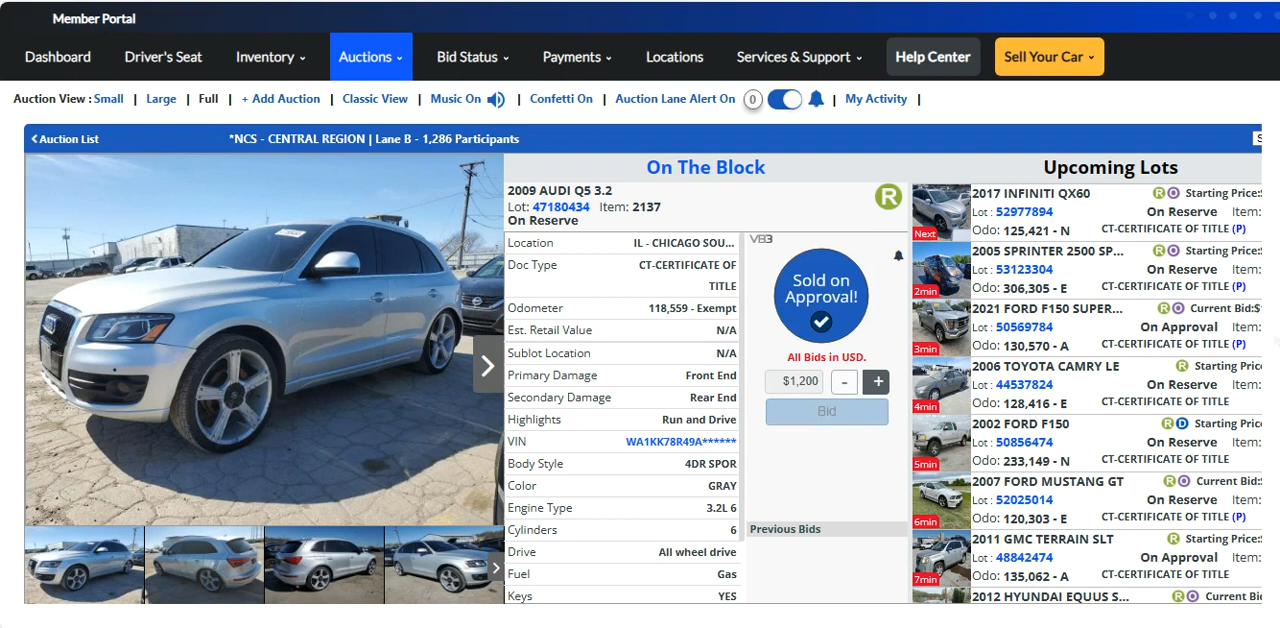 Member Portal
Dashboard Driver's Seat Inventory Auctions Bid Status Payments Locations Services & Support Help Center Sell Your Car
Auction View : Small | Large | Full | + Add Auction | Classic View | Music On | Confetti On | Auction Lane Alert On 0 | My Activity |
Auction List *NCS - CENTRAL REGION | Lane B - 1,286 Participants
On The Block
2009 AUDI Q5 3.2
Lot: 47180434 Item: 2137
On Reserve
R
Location IL - CHICAGO SOU...
Doc Type CT-CERTIFICATE OF
TITLE
Odometer 118,559 - Exempt
Est. Retail Value N/A
Sublot Location N/A
Primary Damage Front End
Secondary Damage Rear End
Highlights Run and Drive
VIN WA1KK78R49A******
Body Style 4DR SPOR
Color GRAY
Engine Type 3.2L 6
Cylinders 6
Drive All wheel drive
Fuel Gas
Keys YES
VB3
Sold on
Approval!
All Bids in USD.
$1,200 - +
Bid
Previous Bids
Upcoming Lots
2017 INFINITI QX60 R O Starting Price:
Lot : 52977894 On Reserve Item:
Next Odo: 125,421 - N CT-CERTIFICATE OF TITLE (P)
2005 SPRINTER 2500 SP... R O Starting Price:
Lot : 53123304 On Reserve Item:
2min Odo: 306,305 - E CT-CERTIFICATE OF TITLE (P)
2021 FORD F150 SUPER... R O Current Bid:$
Lot : 50569784 On Approval Item:
3min Odo: 130,570 - A CT-CERTIFICATE OF TITLE (P)
2006 TOYOTA CAMRY LE R Starting Price
Lot : 44537824 On Reserve Item:
4min Odo: 128,416 - E CT-CERTIFICATE OF TITLE
2002 FORD F150 R D Starting Price
Lot : 50856474 On Reserve Item:
5min Odo: 233,149 - N CT-CERTIFICATE OF TITLE
2007 FORD MUSTANG GT R O Current Bid:
Lot : 52025014 On Reserve Item:
6min Odo: 120,303 - E CT-CERTIFICATE OF TITLE (P)
2011 GMC TERRAIN SLT R Starting Price:
Lot : 48842474 On Approval Item:
7min Odo: 135,062 - A CT-CERTIFICATE OF TITLE
2012 HYUNDAI EQUUS S... R O Current Bi